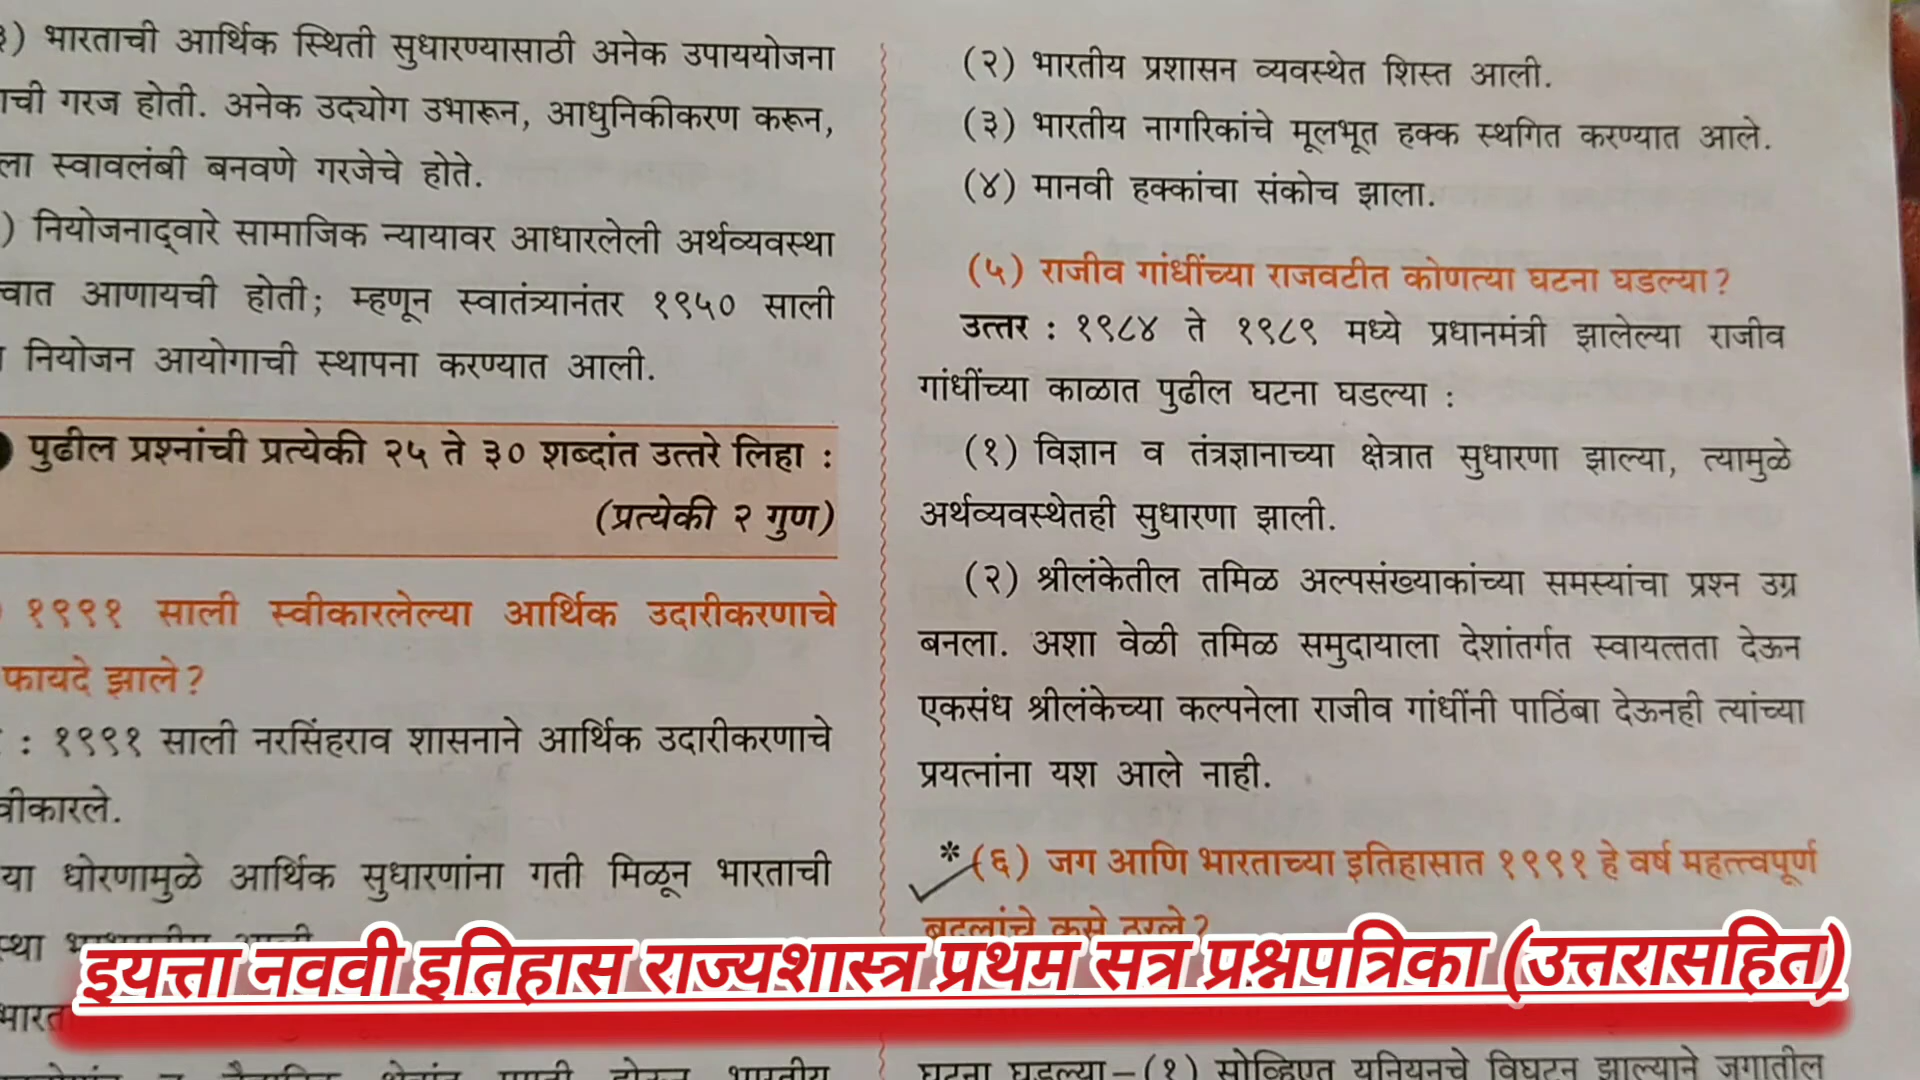 ३) भारताची आर्थिक स्थिती सुधारण्यासाठी अनेक उपाययोजना
ची गरज होती. अनेक उद्योग उभारून, आधुनिकीकरण करून,
ला स्वावलंबी बनवणे गरजेचे होते.
) नियोजनाद्वारे सामाजिक न्यायावर आधारलेली अर्थव्यवस्था
वात आणायची होती; म्हणून स्वातंत्र्यानंतर १९५० साली
नियोजन आयोगाची स्थापना करण्यात आली.
पुढील प्रश्नांची प्रत्येकी २५ ते ३० शब्दांत उत्तरे लिहा :
(प्रत्येकी २ गुण)
१९९१ साली स्वीकारलेल्या आर्थिक उदारीकरणाचे
फायदे झाले?
: १९९१ साली नरसिंहराव शासनाने आर्थिक उदारीकरणाचे
वीकारले.
या धोरणामुळे आर्थिक सुधारणांना गती मिळून भारताची
स्था
भारत
(२) भारतीय प्रशासन व्यवस्थेत शिस्त आली.
(३) भारतीय नागरिकांचे मूलभूत हक्क स्थगित करण्यात आले.
(४) मानवी हक्कांचा संकोच झाला.
(५) राजीव गांधींच्या राजवटीत कोणत्या घटना घडल्या?
उत्तर : १९८४ ते १९८९ मध्ये प्रधानमंत्री झालेल्या राजीव
गांधींच्या काळात पुढील घटना घडल्या :
(१) विज्ञान व तंत्रज्ञानाच्या क्षेत्रात सुधारणा झाल्या, त्यामुळे
अर्थव्यवस्थेतही सुधारणा झाली.
(२) श्रीलंकेतील तमिळ अल्पसंख्याकांच्या समस्यांचा प्रश्न उग्र
बनला. अशा वेळी तमिळ समुदायाला देशांतर्गत स्वायत्तता देऊन
एकसंध श्रीलंकेच्या कल्पनेला राजीव गांधींनी पाठिंबा देऊनही त्यांच्या
प्रयत्नांना यश आले नाही.
* (६) जग आणि भारताच्या इतिहासात १९९१ हे वर्ष महत्त्वपूर्ण
बदलांचे कसे ठरले?
घटना घडल्या – (१) सोव्हिएत युनियनचे विघटन झाल्याने जगातील
इयत्ता नववी इतिहास राज्यशास्त्र प्रथम सत्र प्रश्नपत्रिका (उत्तरासहित)